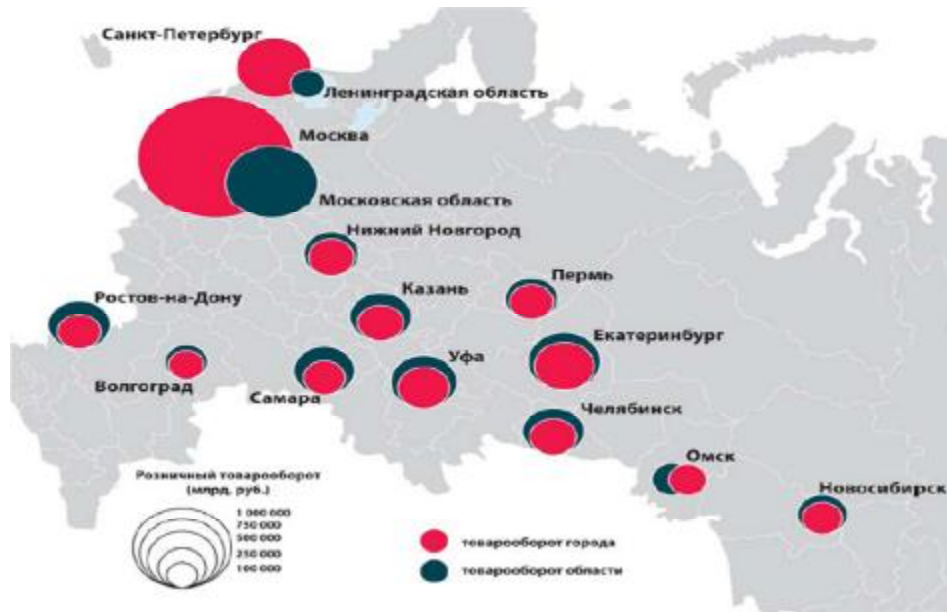 Санкт-Петербург
Ленинградская область
Москва
Московская область
Нижний Новгород
Пермь
Казань
Ростов-на-Дону
Екатеринбург
Уфа
Волгоград
Самара
Челябинск
Омск
Новосибирск
Розничный товарооборот
(млрд. руб.)
1 000 000
750 000
500 000
250 000
100 000
товарооборот города
товарооборот области